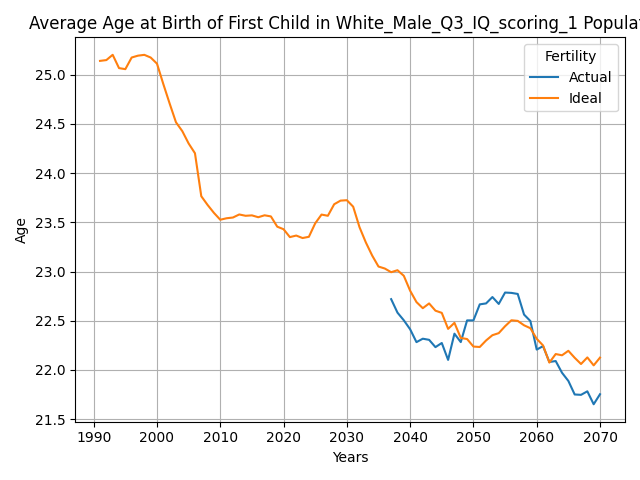 Average Age at Birth of First Child in White_Male_Q3_IQ_scoring_1
Fertility
Actual
Ideal
25.0
24.5
24.0
23.5
23.0
22.5
22.0
21.5
Age
1990 2000 2010 2020 2030 2040 2050 2060 2070
Years